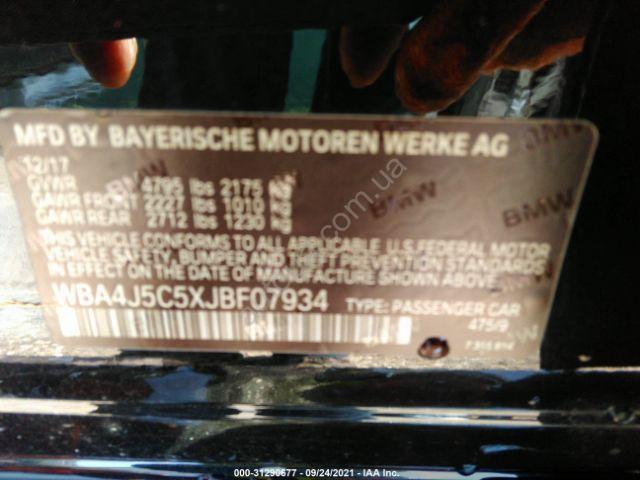 MFD BY BAYERISCHE MOTOREN WERKE AG
12/17
GVWR 4795 lbs 2175 kg
GAWR FRONT 2227 lbs 1010 kg
GAWR REAR 2712 lbs 1230 kg
THIS VEHICLE CONFORMS TO ALL APPLICABLE U.S. FEDERAL MOTOR
VEHICLE SAFETY, BUMPER AND THEFT PREVENTION STANDARDS
IN EFFECT ON THE DATE OF MANUFACTURE SHOWN ABOVE.
WBA4J5C5XJBF07934
TYPE: PASSENGER CAR
475/9
000-31290677 - 09/24/2021 - IAA Inc.